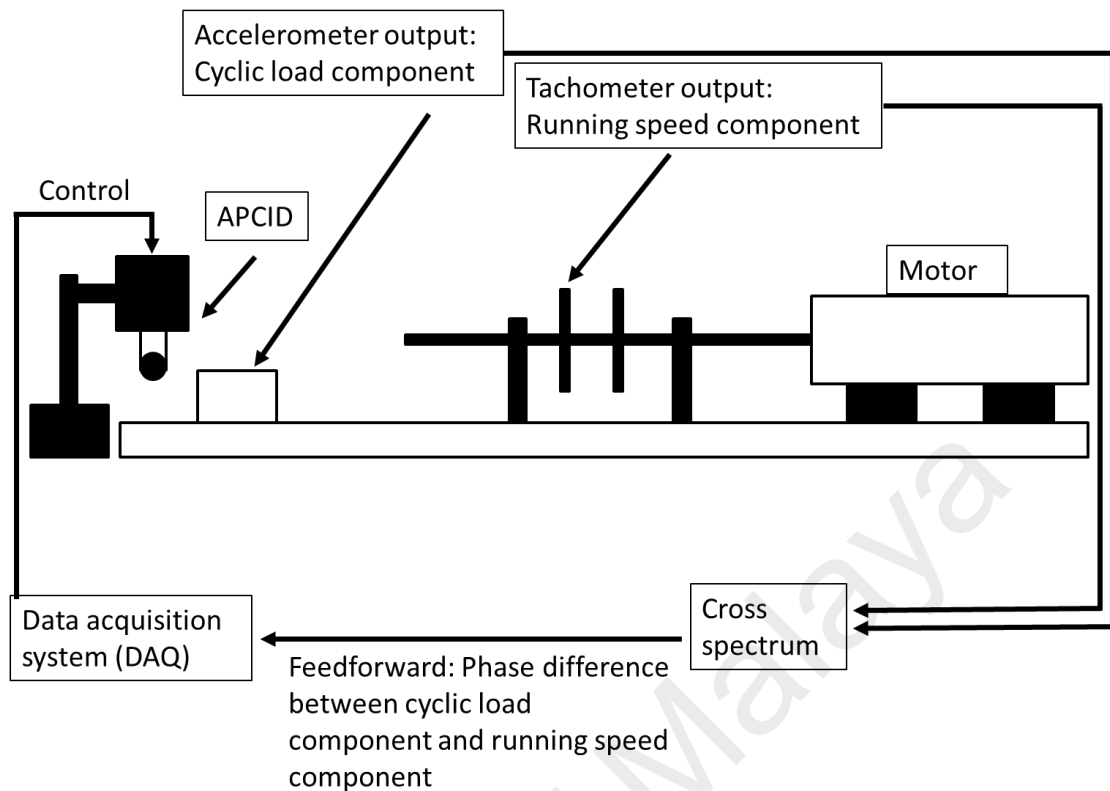 Accelerometer output:
Cyclic load component
Tachometer output:
Running speed component
Control
APCID
Motor
Data acquisition
system (DAQ)
Cross
spectrum
Feedforward: Phase difference
between cyclic load
component and running speed
component
Malaya